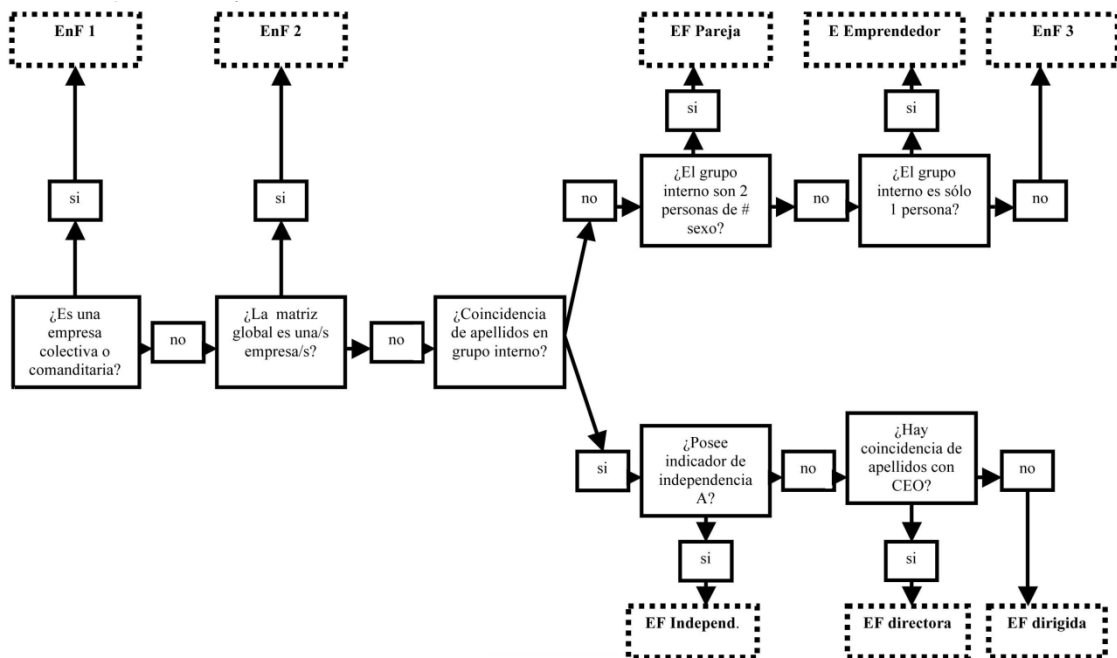 EnF 1
EnF 2
EF Pareja
E Emprendedor
EnF 3
si
si
si
si
¿El grupo
interno son 2
personas de #
sexo?
¿El grupo
interno es sólo
1 persona?
no
no
no
¿Es una
empresa
colectiva o
comanditaria?
no
¿La matriz
global es una/s
empresa/s?
no
¿Coincidencia
de apellidos en
grupo interno?
si
¿Posee
indicador de
independencia
A?
no
¿Hay
coincidencia de
apellidos con
CEO?
no
si
si
EF Independ.
EF directora
EF dirigida